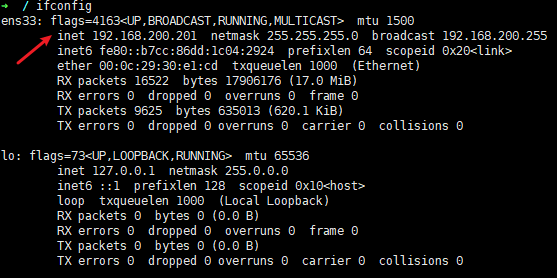 ➜ / ifconfig
ens33: flags=4163<UP,BROADCAST,RUNNING,MULTICAST> mtu 1500
inet 192.168.200.201 netmask 255.255.255.0 broadcast 192.168.200.255
inet6 fe80::b7cc:86dd:1c04:2924 prefixlen 64 scopeid 0x20<link>
ether 00:0c:29:30:e1:cd txqueuelen 1000 (Ethernet)
RX packets 16522 bytes 17906176 (17.0 MiB)
RX errors 0 dropped 0 overruns 0 frame 0
TX packets 9625 bytes 635013 (620.1 KiB)
TX errors 0 dropped 0 overruns 0 carrier 0 collisions 0
lo: flags=73<UP,LOOPBACK,RUNNING> mtu 65536
inet 127.0.0.1 netmask 255.0.0.0
inet6 ::1 prefixlen 128 scopeid 0x10<host>
loop txqueuelen 1000 (Local Loopback)
RX packets 0 bytes 0 (0.0 B)
RX errors 0 dropped 0 overruns 0 frame 0
TX packets 0 bytes 0 (0.0 B)
TX errors 0 dropped 0 overruns 0 carrier 0 collisions 0